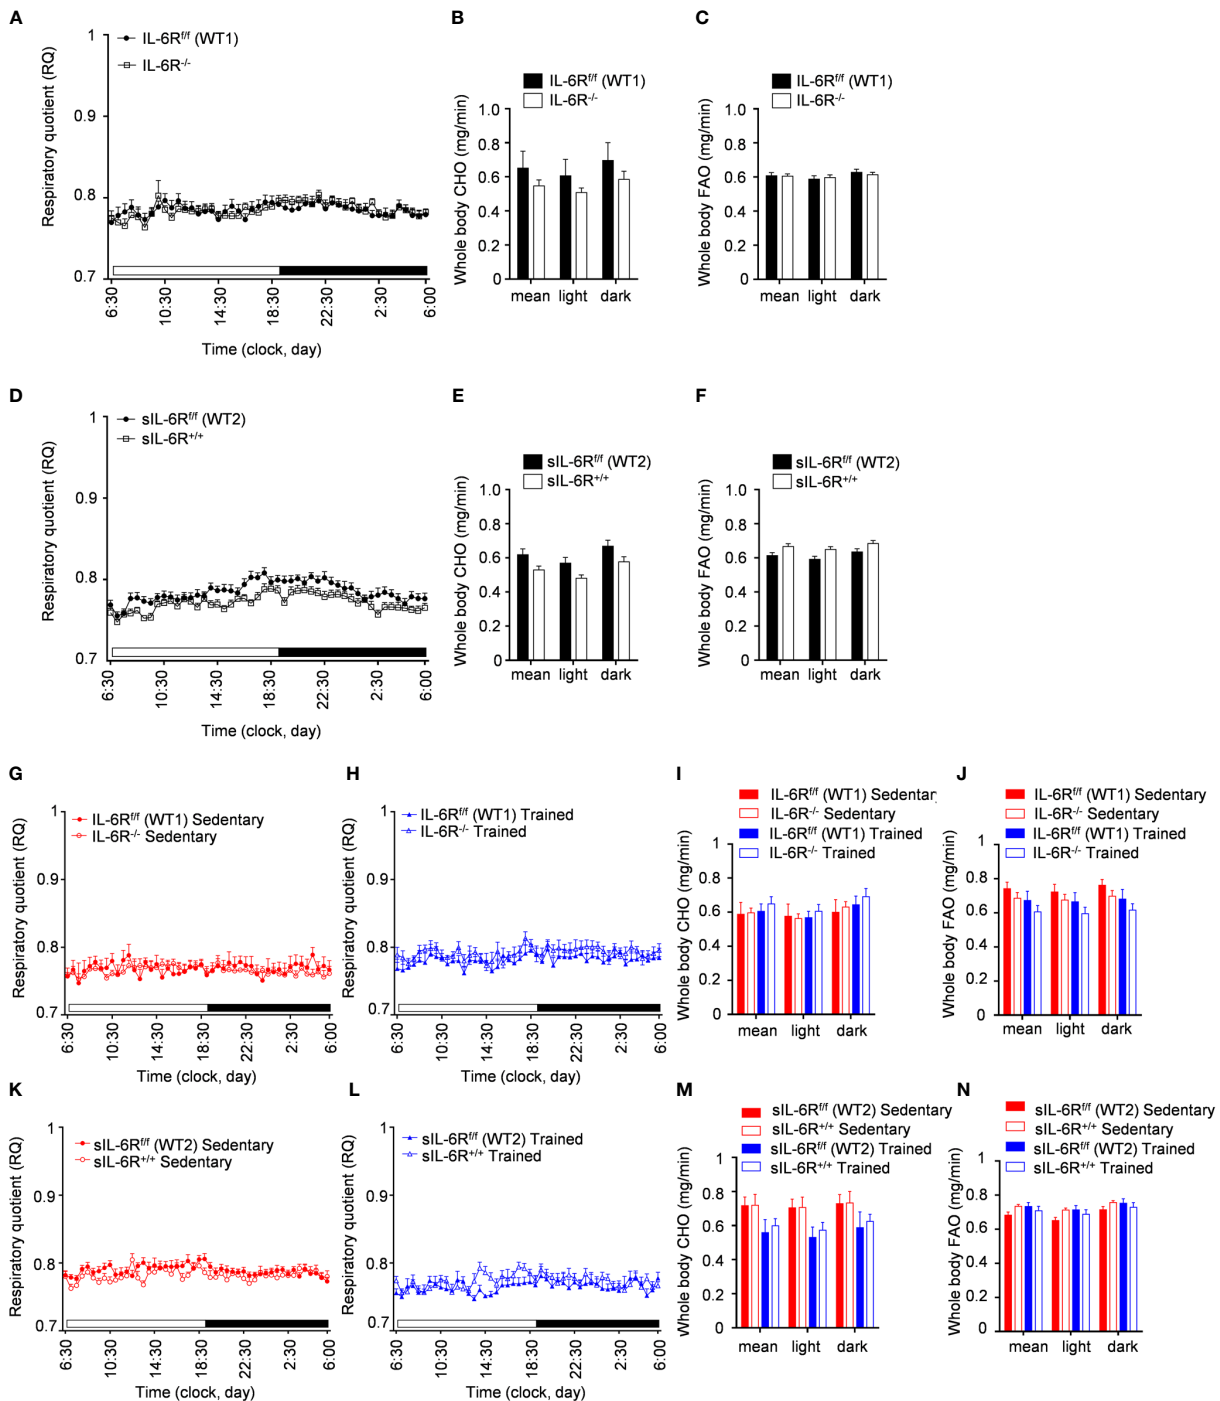 A
Respiratory quotient (RQ)
IL-6Rf/f (WT1)
IL-6R-/-
1
0.9
0.8
0.7
6:30
10:30
14:30
18:30
22:30
2:30
6:00
Time (clock, day)
B
Whole body CHO (mg/min)
IL-6Rf/f (WT1)
IL-6R-/-
1.0
0.8
0.6
0.4
0.2
0
mean light dark
C
Whole body FAO (mg/min)
IL-6Rf/f (WT1)
IL-6R-/-
1.0
0.8
0.6
0.4
0.2
0
mean light dark
D
Respiratory quotient (RQ)
sIL-6Rf/f (WT2)
sIL-6R+/+
1
0.9
0.8
0.7
6:30
10:30
14:30
18:30
22:30
2:30
6:00
Time (clock, day)
E
Whole body CHO (mg/min)
sIL-6Rf/f (WT2)
sIL-6R+/+
1.0
0.8
0.6
0.4
0.2
0
mean light dark
F
Whole body FAO (mg/min)
sIL-6Rf/f (WT2)
sIL-6R+/+
1.0
0.8
0.6
0.4
0.2
0
mean light dark
G
Respiratory quotient (RQ)
IL-6Rf/f (WT1) Sedentary
IL-6R-/- Sedentary
1
0.9
0.8
0.7
6:30
10:30
14:30
18:30
22:30
2:30
6:00
Time (clock, day)
H
Respiratory quotient (RQ)
IL-6Rf/f (WT1) Trained
IL-6R-/- Trained
1
0.9
0.8
0.7
6:30
10:30
14:30
18:30
22:30
2:30
6:00
Time (clock, day)
I
Whole body CHO (mg/min)
IL-6Rf/f (WT1) Sedentar
IL-6R-/- Sedentary
IL-6Rf/f (WT1) Trained
IL-6R-/- Trained
1
0.8
0.6
0.4
0.2
0
mean light dark
J
Whole body FAO (mg/min)
IL-6Rf/f (WT1) Sedentary
IL-6R-/- Sedentary
IL-6Rf/f (WT1) Trained
IL-6R-/- Trained
1
0.8
0.6
0.4
0.2
0
mean light dark
K
Respiratory quotient (RQ)
sIL-6Rf/f (WT2) Sedentary
sIL-6R+/+ Sedentary
1
0.9
0.8
0.7
6:30
10:30
14:30
18:30
22:30
2:30
6:00
Time (clock, day)
L
Respiratory quotient (RQ)
sIL-6Rf/f (WT2) Trained
sIL-6R+/+ Trained
1
0.9
0.8
0.7
6:30
10:30
14:30
18:30
22:30
2:30
6:00
Time (clock, day)
M
Whole body CHO (mg/min)
sIL-6Rf/f (WT2) Sedentary
sIL-6R+/+ Sedentary
sIL-6Rf/f (WT2) Trained
sIL-6R+/+ Trained
1
0.8
0.6
0.4
0.2
0
mean light dark
N
Whole body FAO (mg/min)
sIL-6Rf/f (WT2) Sedentary
sIL-6R+/+ Sedentary
sIL-6Rf/f (WT2) Trained
sIL-6R+/+ Trained
1
0.8
0.6
0.4
0.2
0
mean light dark